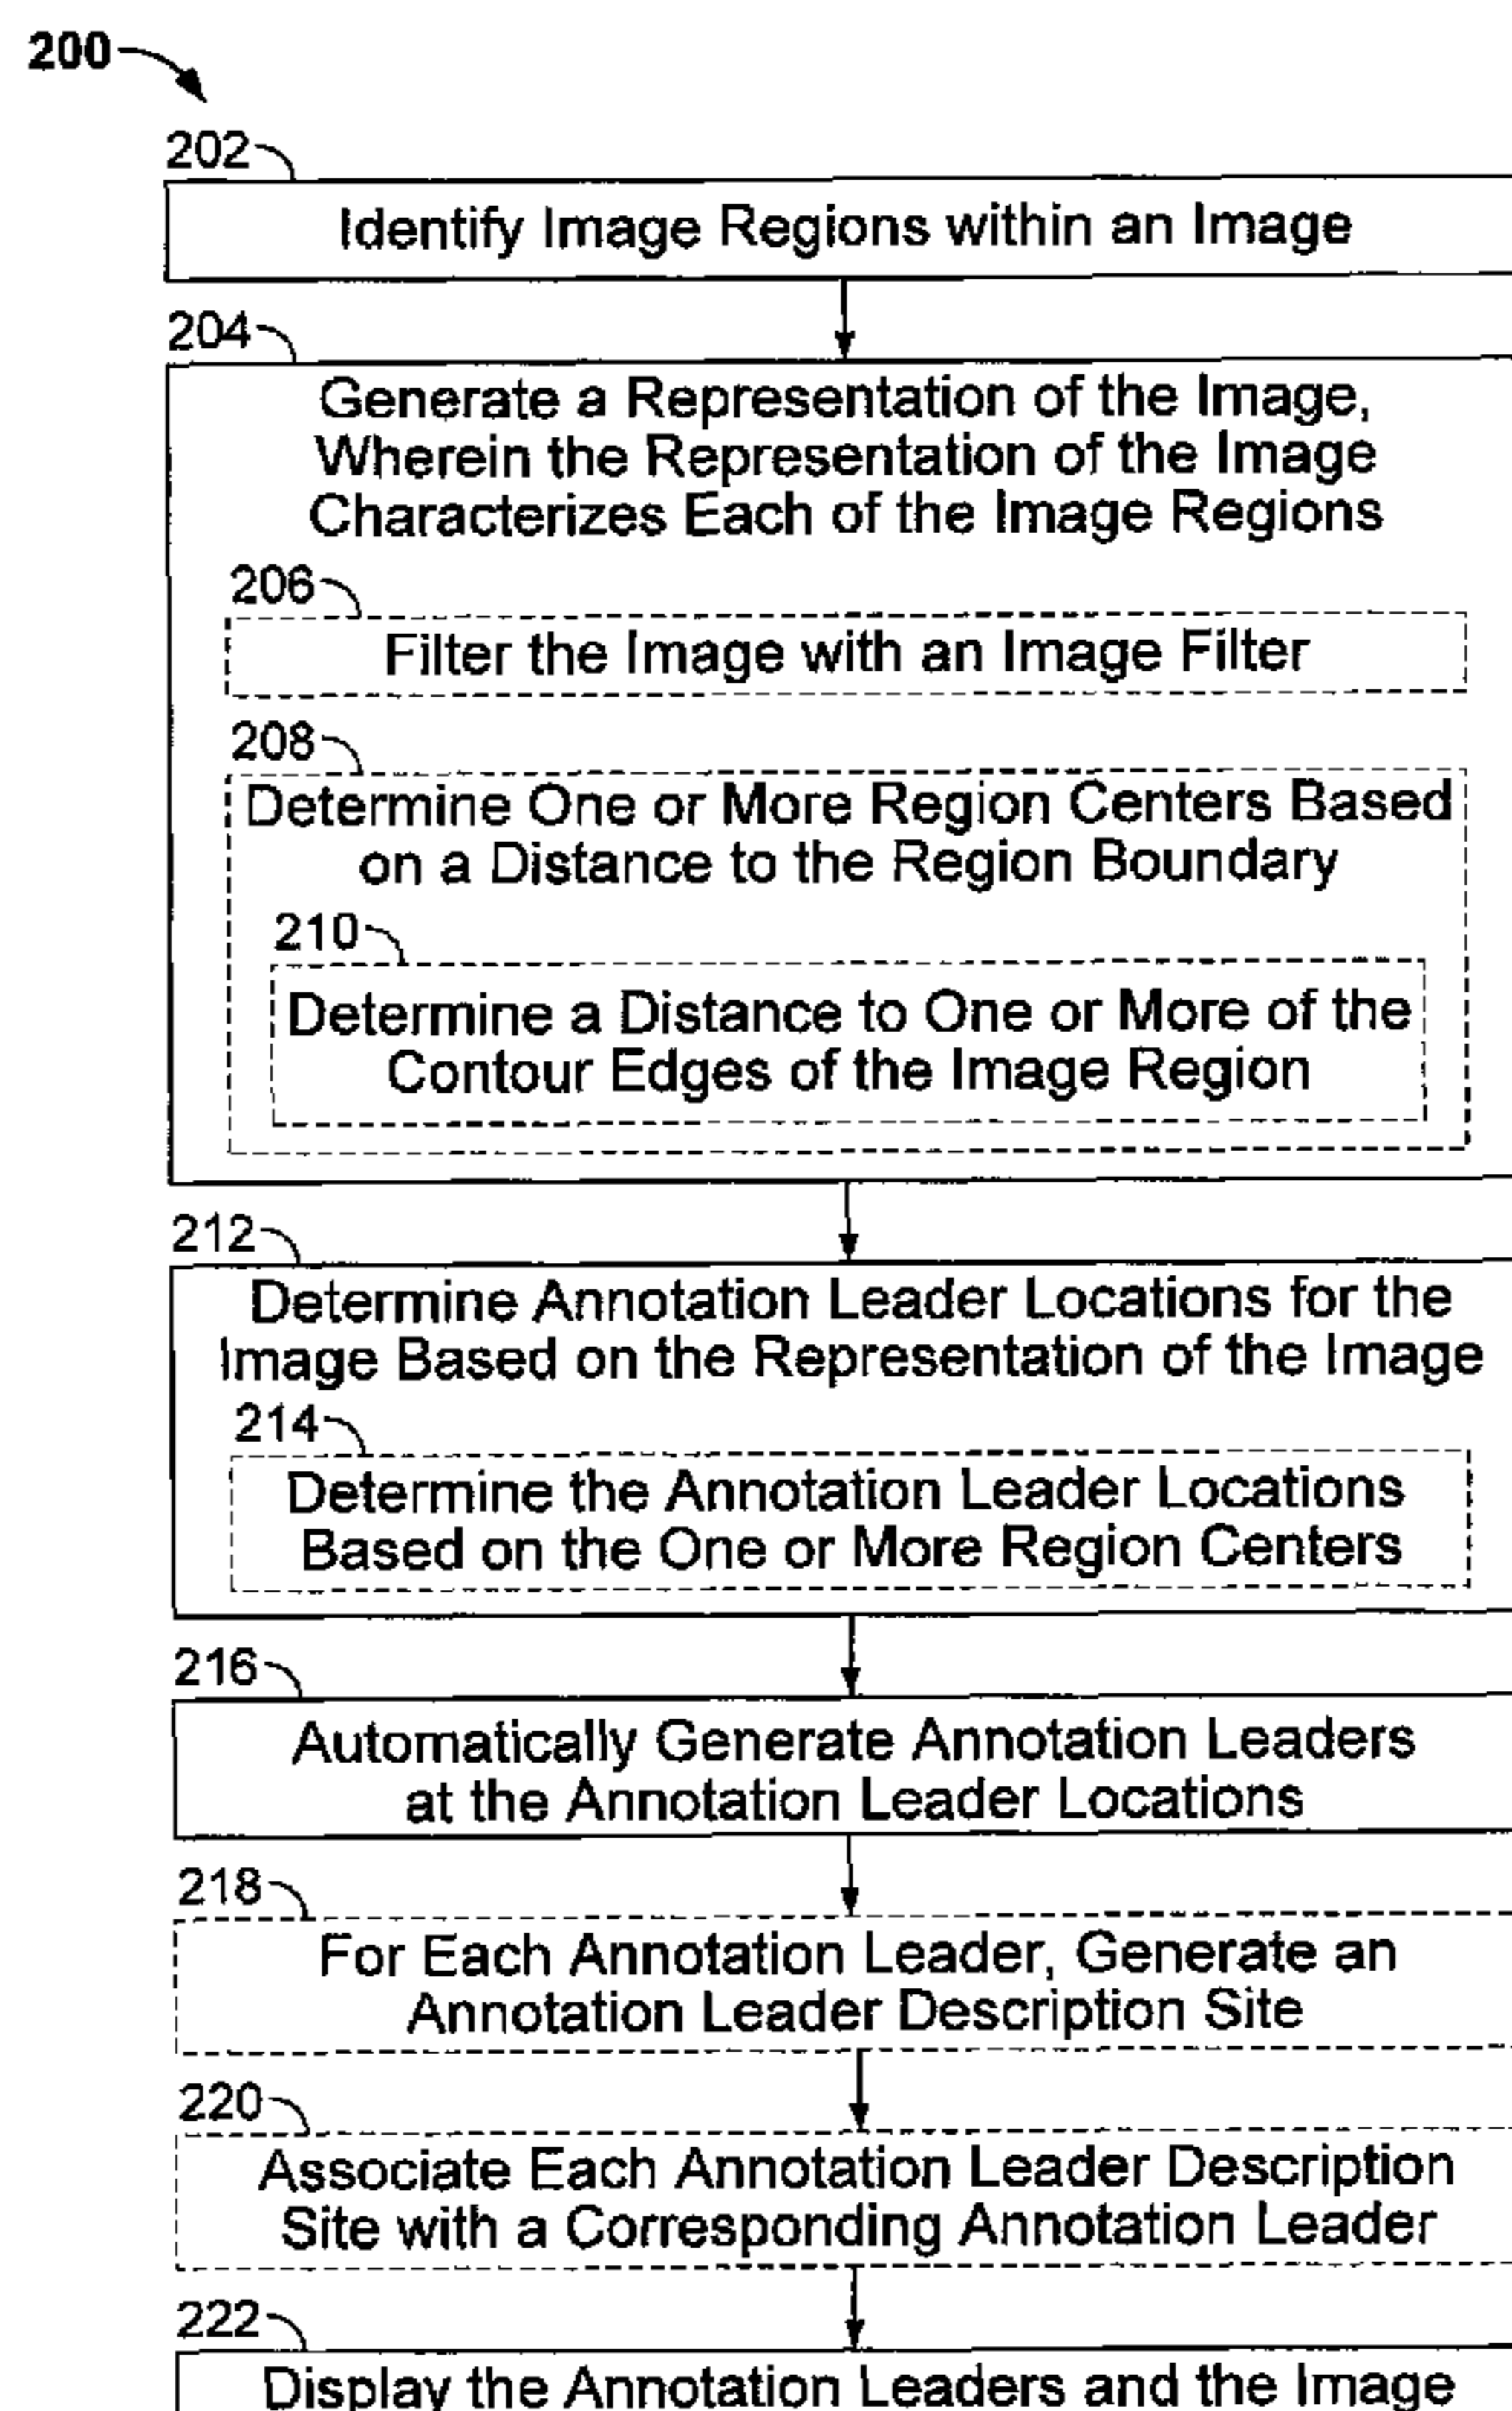 200
202
Identify Image Regions within an Image
204
Generate a Representation of the Image,
Wherein the Representation of the Image
Characterizes Each of the Image Regions
206
Filter the Image with an Image Filter
208
Determine One or More Region Centers Based
on a Distance to the Region Boundary
210
Determine a Distance to One or More of the
Contour Edges of the Image Region
212
Determine Annotation Leader Locations for the
Image Based on the Representation of the Image
214
Determine the Annotation Leader Locations
Based on the One or More Region Centers
216
Automatically Generate Annotation Leaders
at the Annotation Leader Locations
218
For Each Annotation Leader, Generate an
Annotation Leader Description Site
220
Associate Each Annotation Leader Description
Site with a Corresponding Annotation Leader
222
Display the Annotation Leaders and the Image